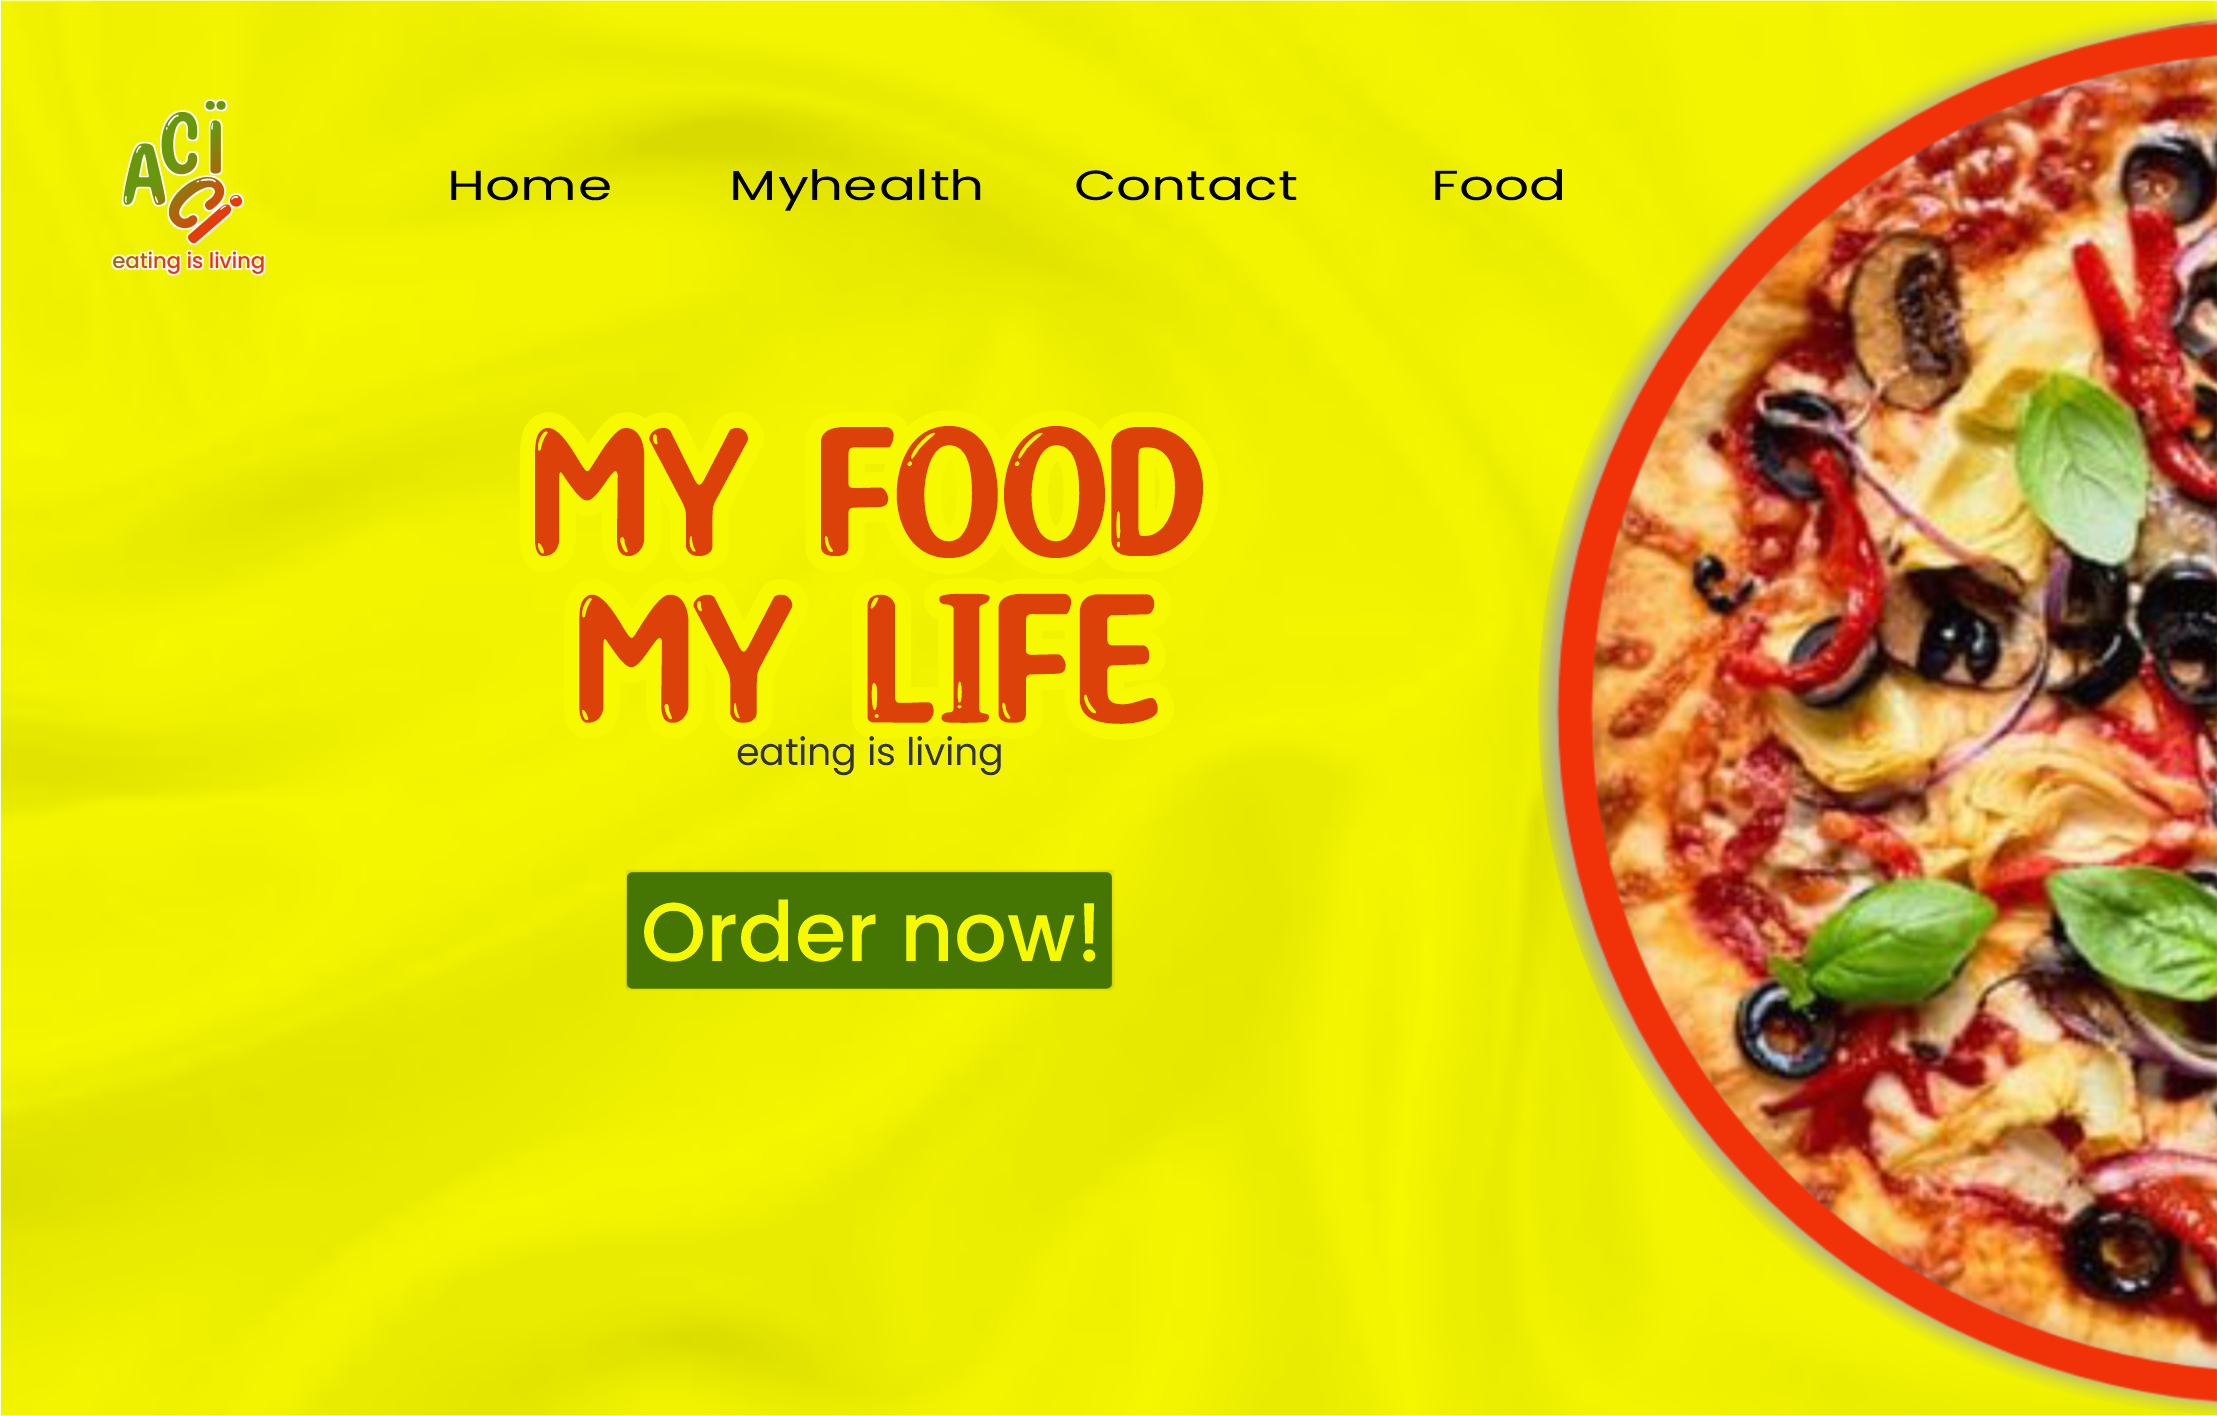 ACÏ
Ci
eating is living
Home Myhealth Contact Food
MY FOOD
MY LIFE
eating is living
Order now!